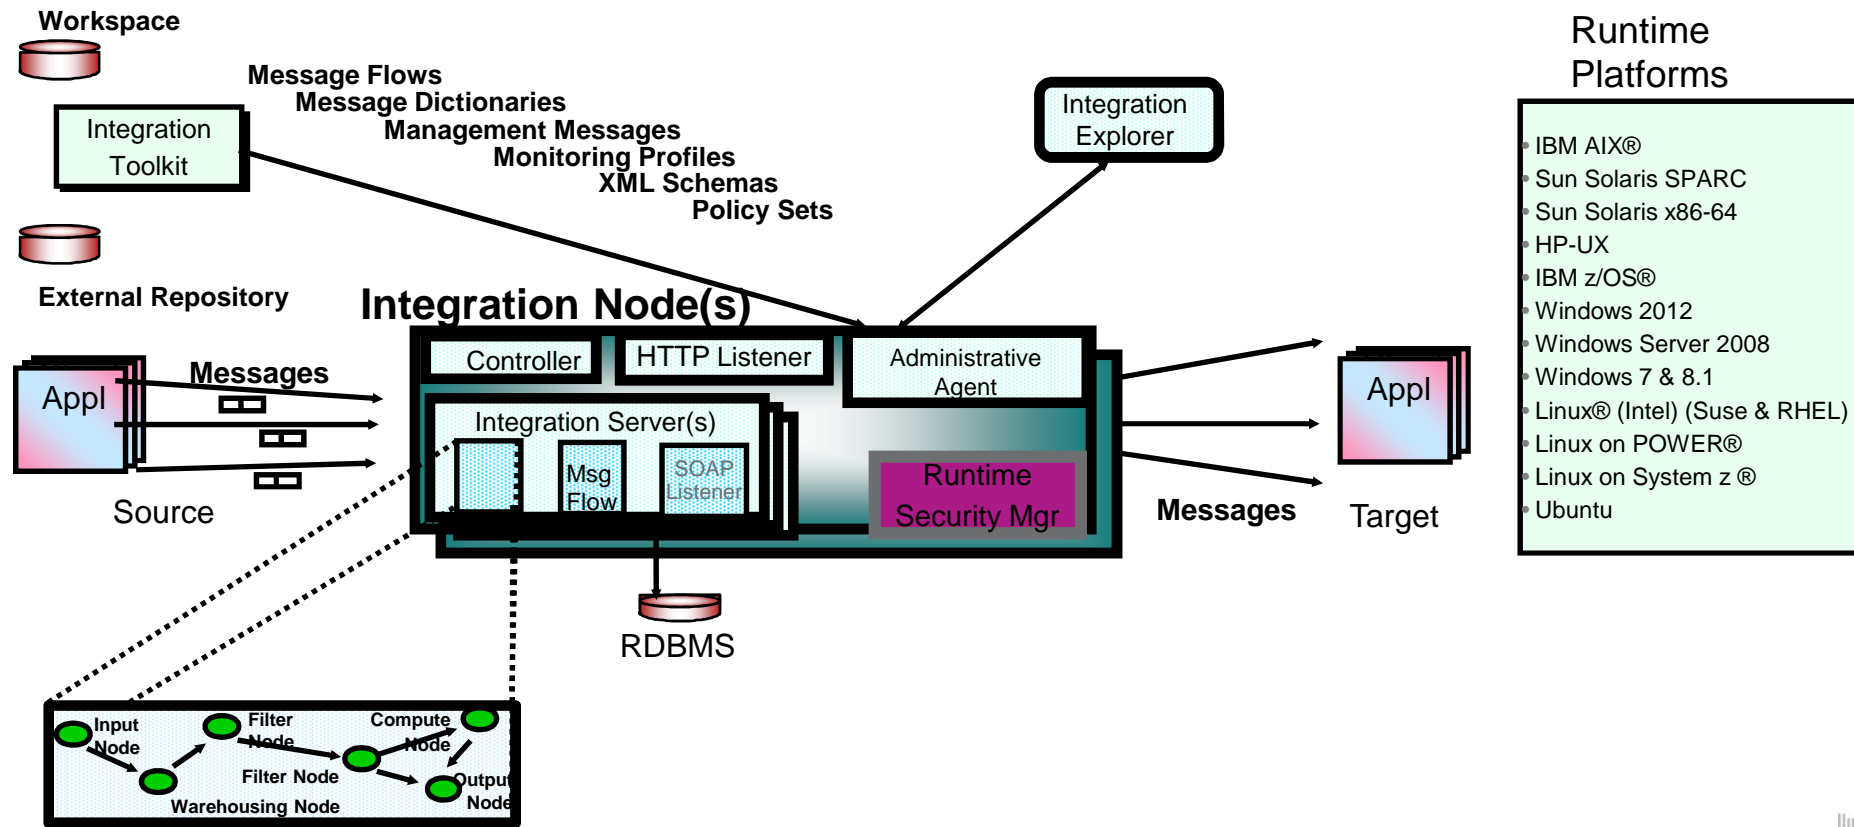 Workspace
Runtime
Platforms
Message Flows
Message Dictionaries
Management Messages
Monitoring Profiles
XML Schemas
Policy Sets
Integration
Toolkit
Integration
Explorer
External Repository
Integration Node(s)
Controller
HTTP Listener
Administrative
Agent
Messages
Appl
Source
Integration Server(s)
Msg
Flow
SOAP
Listener
Runtime
Security Mgr
Messages
Appl
Target
RDBMS
Input
Node
Filter
Node
Compute
Node
Filter Node
Output
Node
Warehousing Node
IBM AIX®
Sun Solaris SPARC
Sun Solaris x86-64
HP-UX
IBM z/OS®
Windows 2012
Windows Server 2008
Windows 7 & 8.1
Linux® (Intel) (Suse & RHEL)
Linux on POWER®
Linux on System z ®
Ubuntu